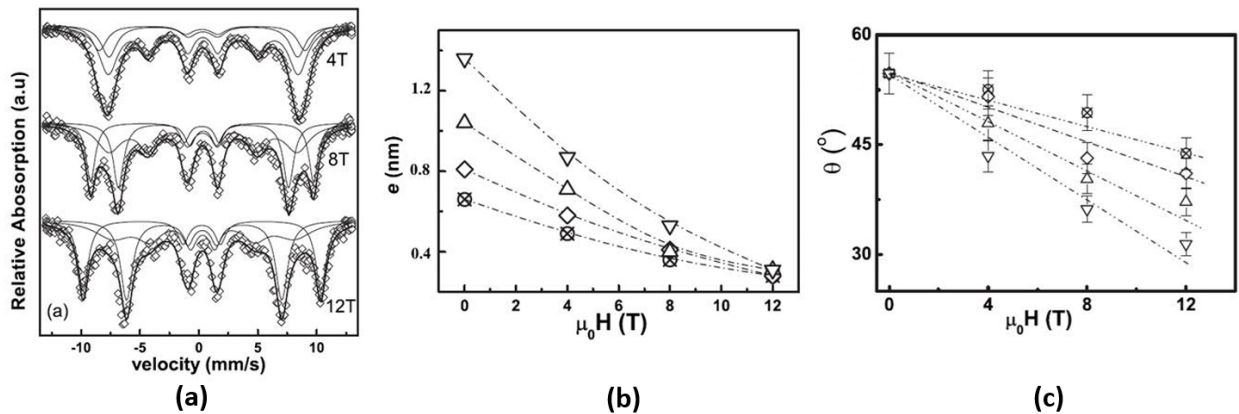 Relative Abosorption (a.u)
4T
8T
12T
(a)
-10 -5 0 5 10
velocity (mm/s)
(a)
e (nm)
1.2
0.8
0.4
0 2 4 6 8 10 12
μ0H (T)
(b)
θ (°)
60
45
30
0 4 8 12
μ0H (T)
(c)